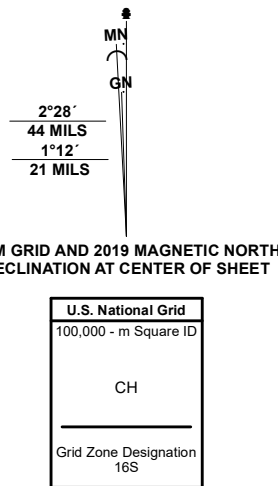 MN
GN
2°28´
44 MILS
1°12´
21 MILS
M GRID AND 2019 MAGNETIC NORTH
ECLINATION AT CENTER OF SHEET
U.S. National Grid
100,000 - m Square ID
CH
Grid Zone Designation
16S